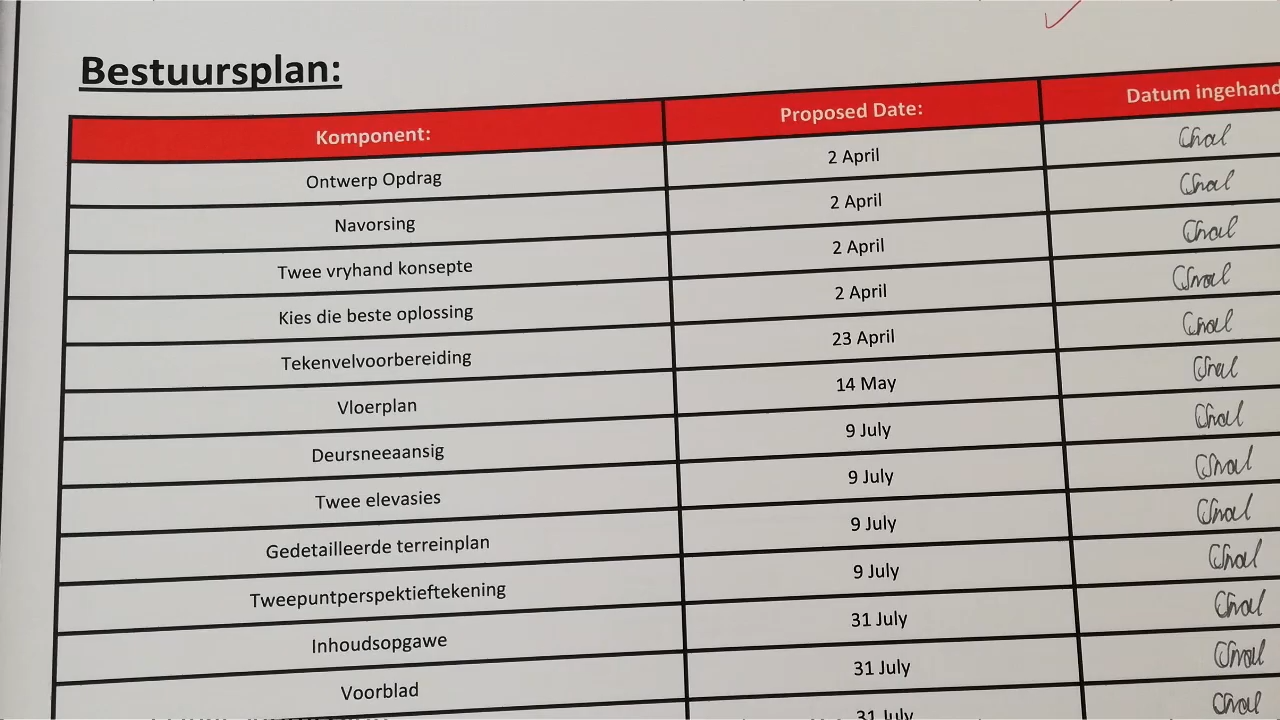 Bestuursplan:
Komponent: Proposed Date: Datum ingehand
Ontwerp Opdrag 2 April
Navorsing 2 April
Twee vryhand konsepte 2 April
Kies die beste oplossing 2 April
Tekenvelvoorbereiding 23 April
Vloerplan 14 May
Deursneeaansig 9 July
Twee elevasies 9 July
Gedetailleerde terreinplan 9 July
Tweepuntperspektieftekening 9 July
Inhoudsopgawe 31 July
Voorblad 31 July
31 July